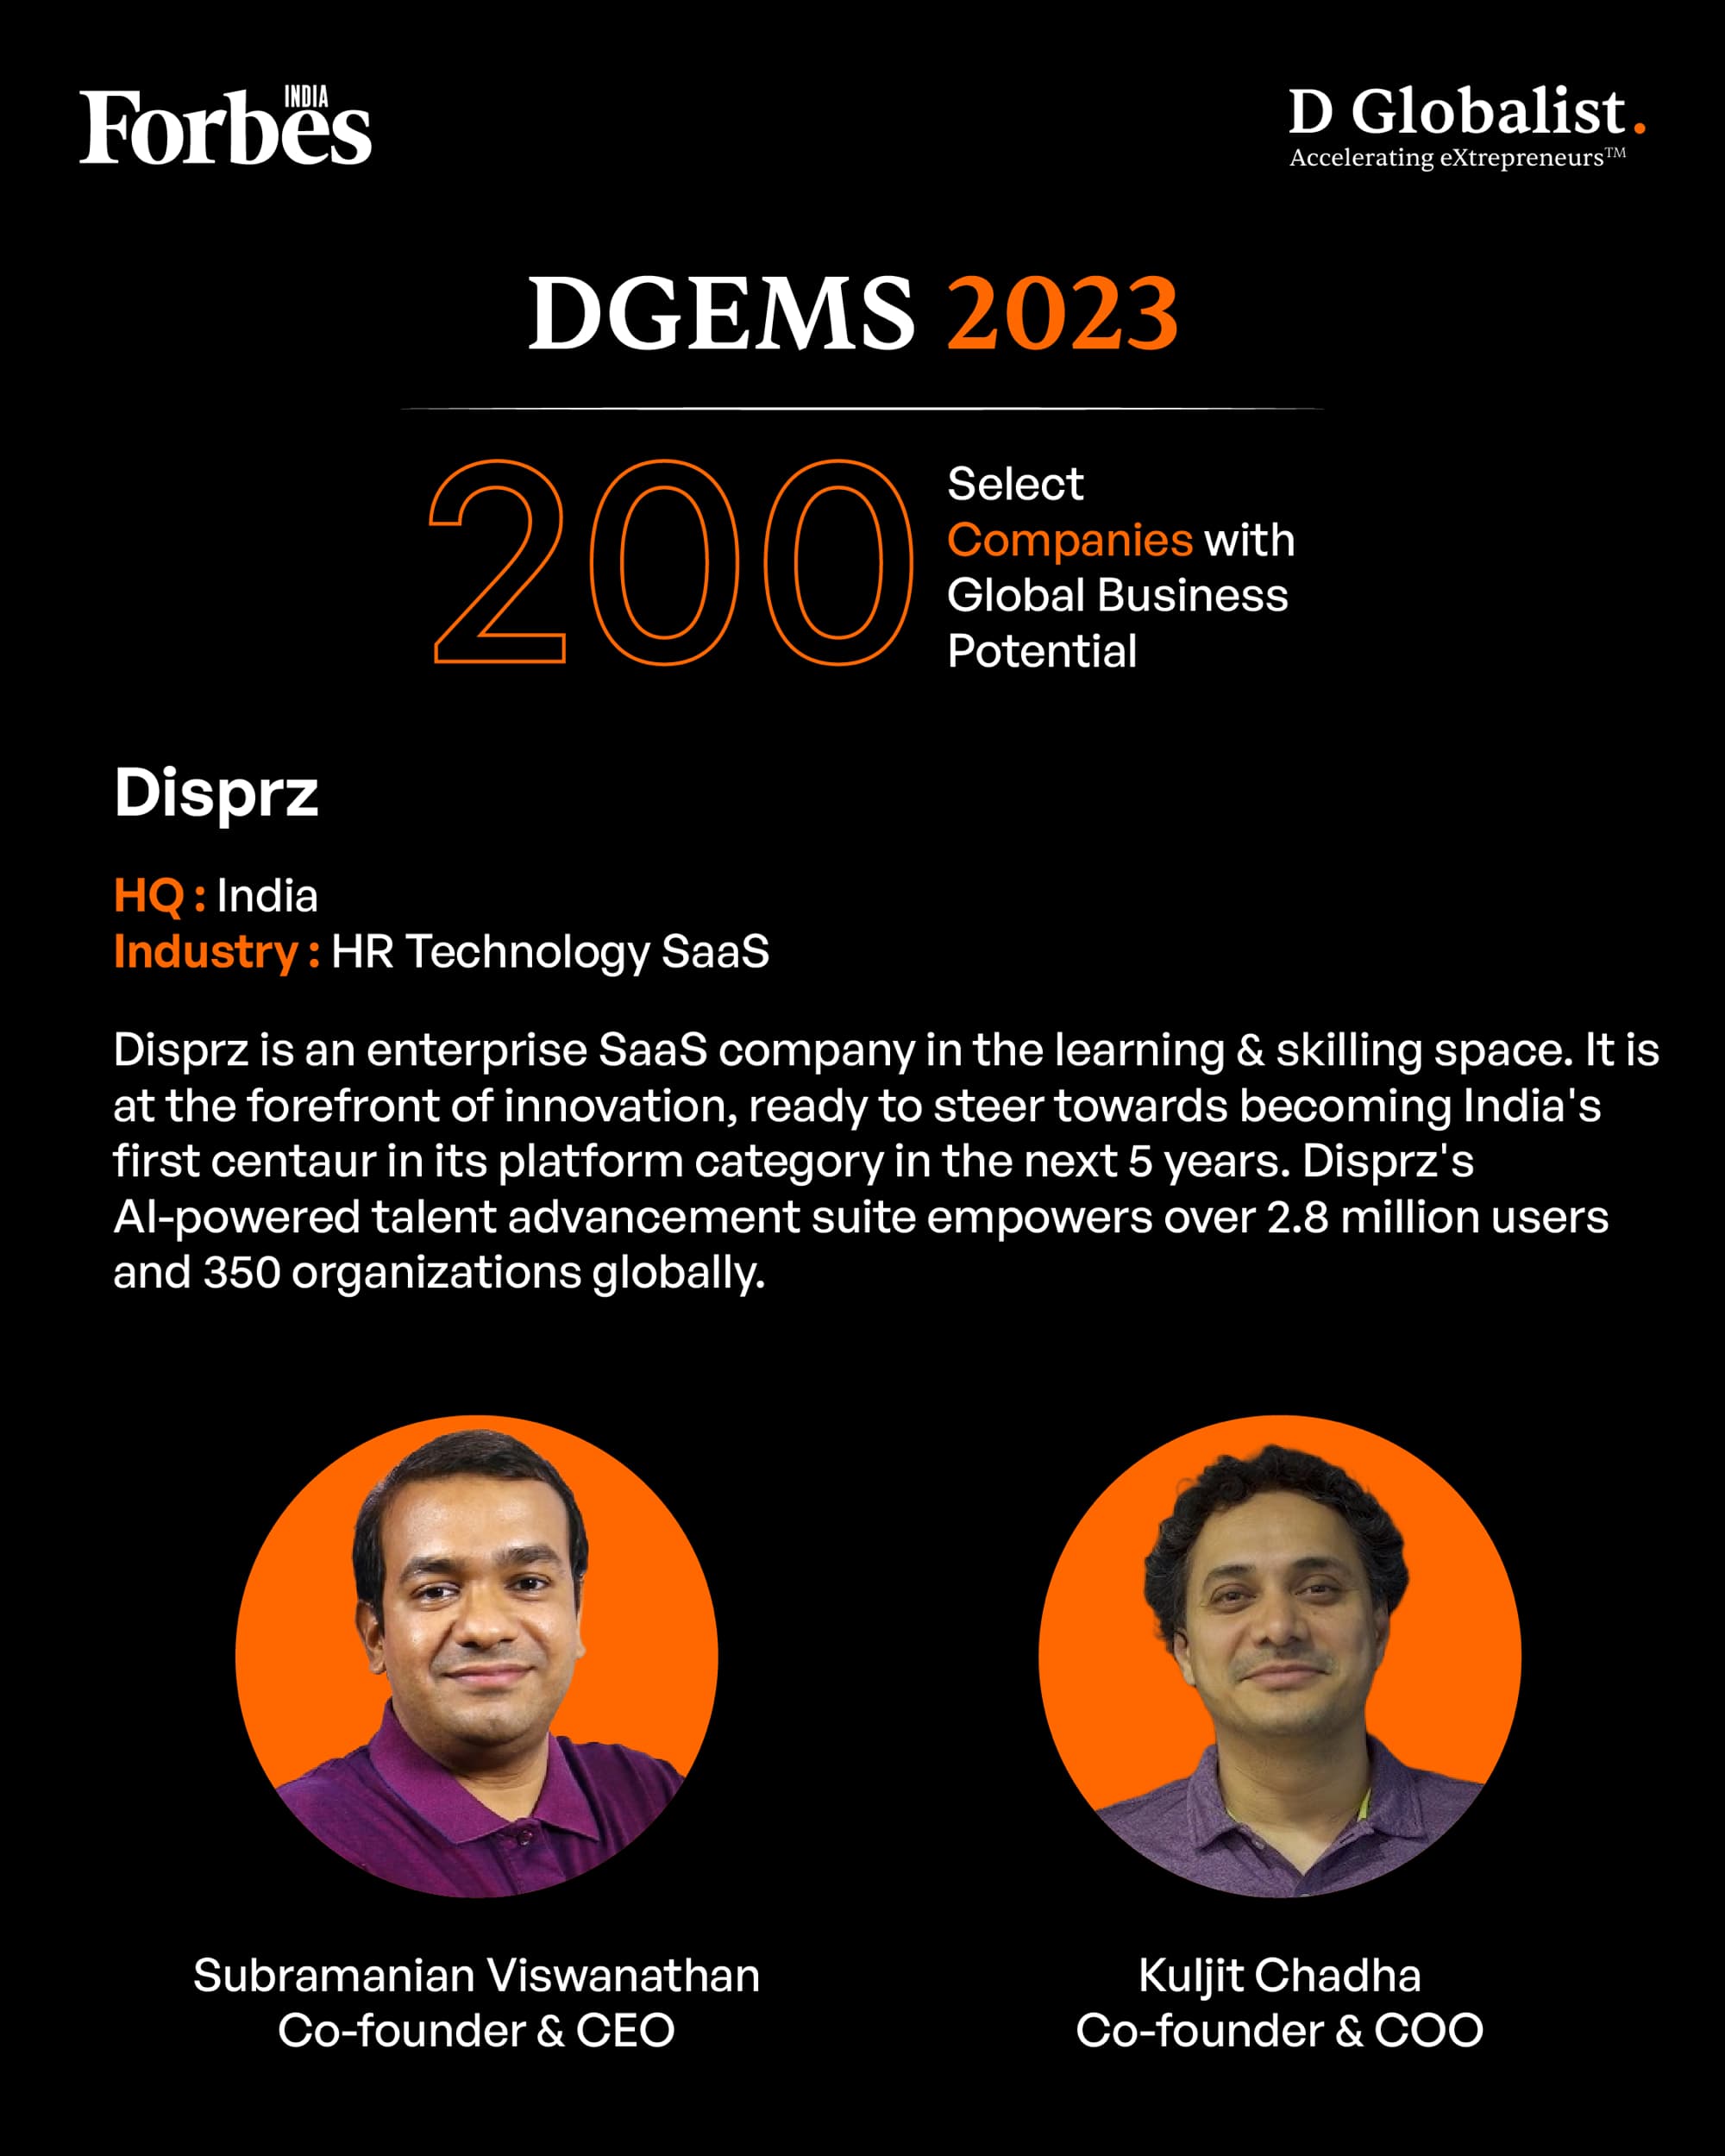 Forbes INDIA
D Globalist.
Accelerating eXtrepreneurs™
DGEMS 2023
200
Select
Companies with
Global Business
Potential
Disprz
HQ : India
Industry : HR Technology SaaS
Disprz is an enterprise SaaS company in the learning & skilling space. It is
at the forefront of innovation, ready to steer towards becoming India's
first centaur in its platform category in the next 5 years. Disprz's
AI-powered talent advancement suite empowers over 2.8 million users
and 350 organizations globally.
Subramanian Viswanathan
Co-founder & CEO
Kuljit Chadha
Co-founder & COO